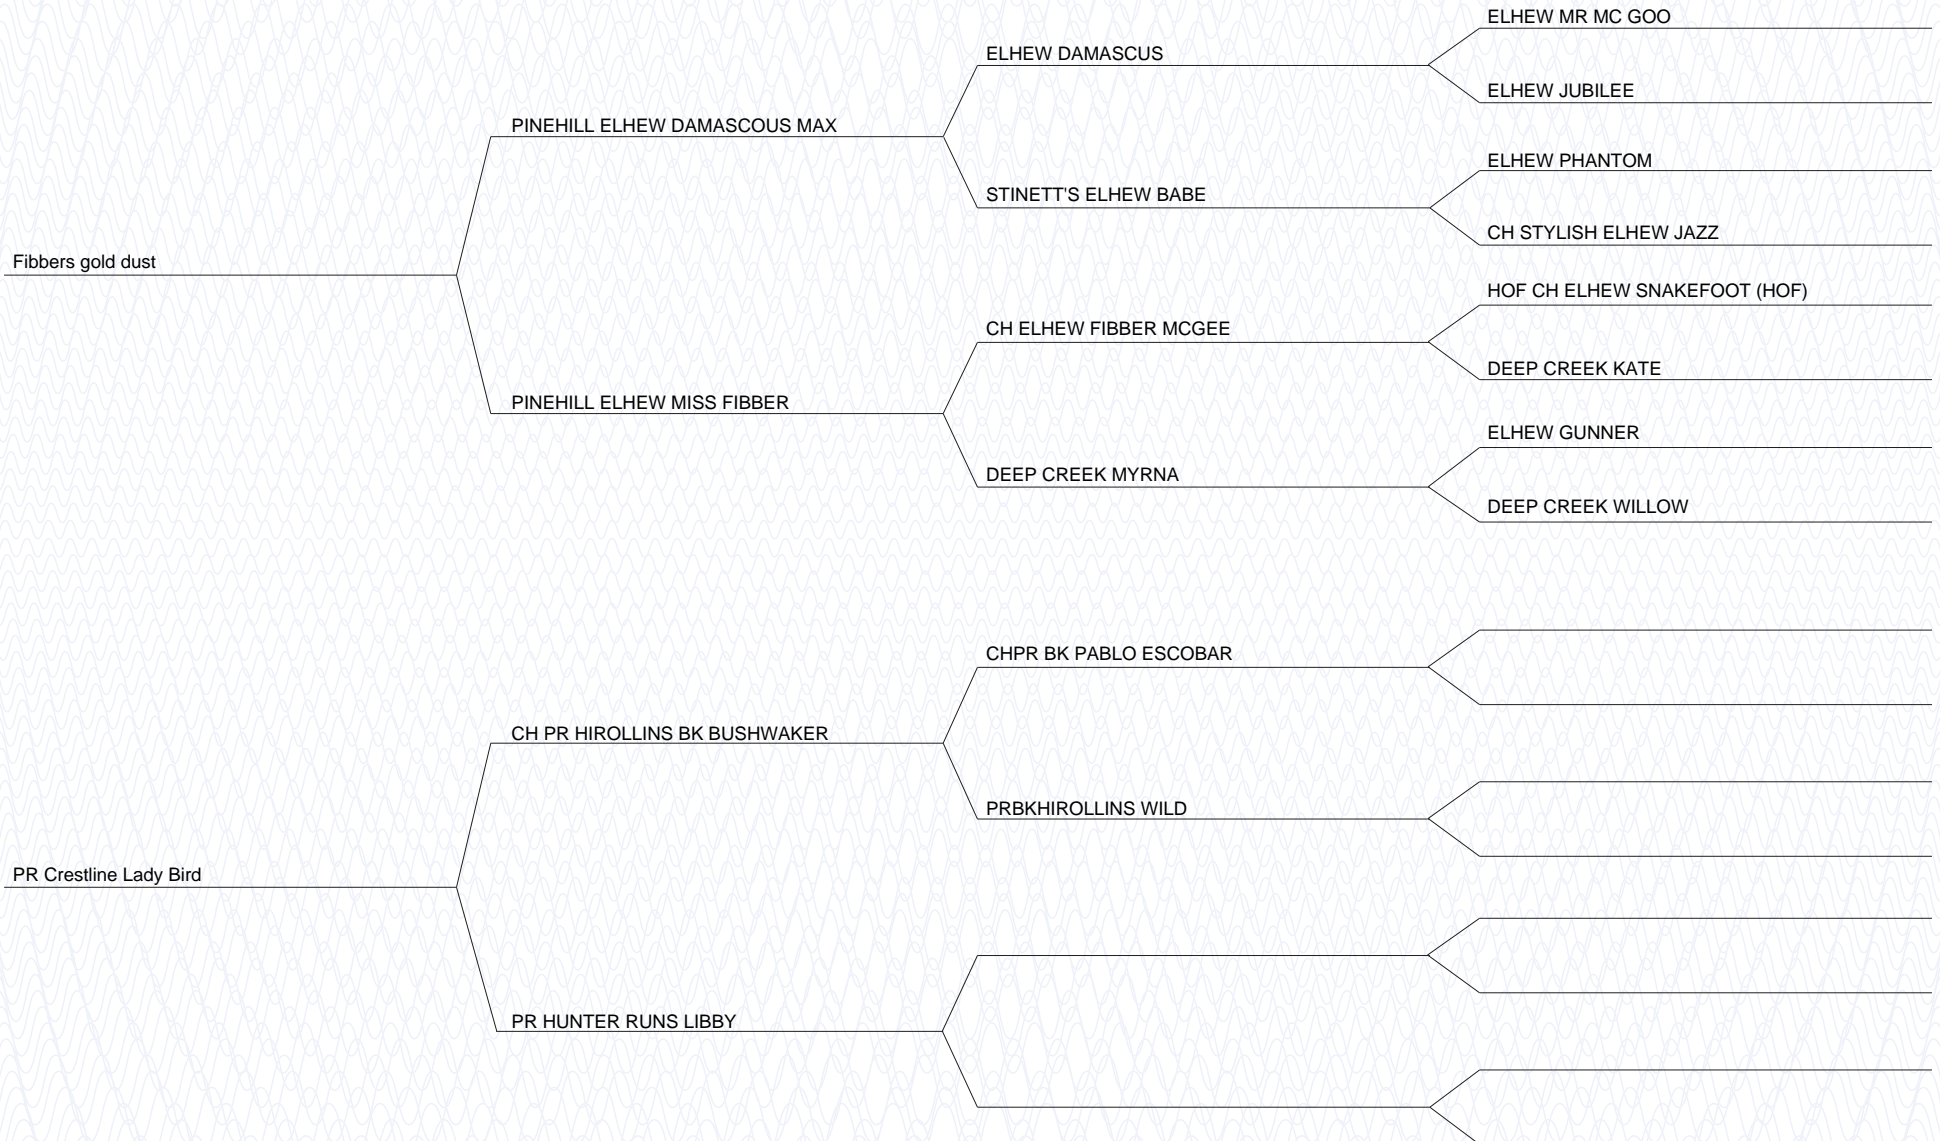 ELHEW MR MC GOO
ELHEW DAMASCUS
ELHEW JUBILEE
PINEHILL ELHEW DAMASCOUS MAX
ELHEW PHANTOM
STINETT'S ELHEW BABE
CH STYLISH ELHEW JAZZ
Fibbers gold dust
HOF CH ELHEW SNAKEFOOT (HOF)
CH ELHEW FIBBER MCGEE
DEEP CREEK KATE
PINEHILL ELHEW MISS FIBBER
ELHEW GUNNER
DEEP CREEK MYRNA
DEEP CREEK WILLOW
CHPR BK PABLO ESCOBAR
CH PR HIROLLINS BK BUSHWAKER
PRBKHIROLLINS WILD
PR Crestline Lady Bird
PR HUNTER RUNS LIBBY